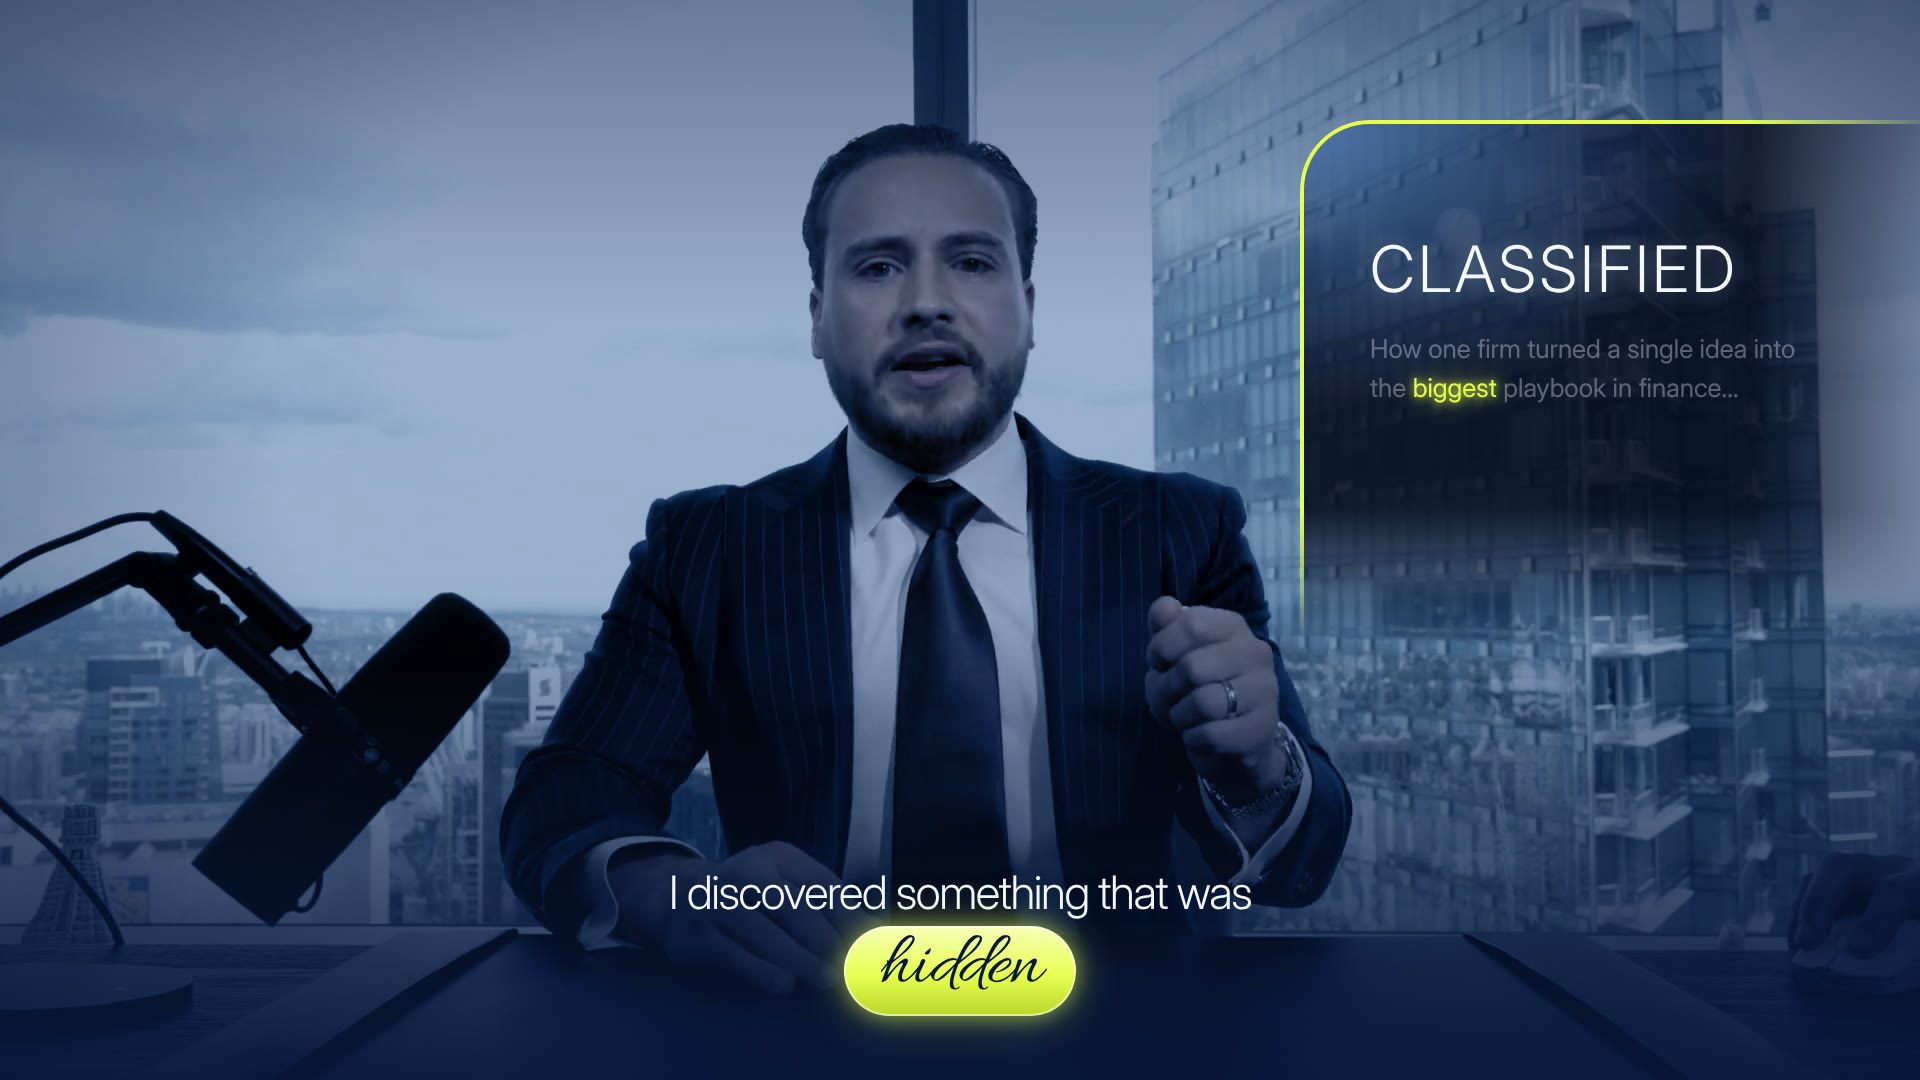 CLASSIFIED
How one firm turned a single idea into
the biggest playbook in finance...
I discovered something that was
hidden